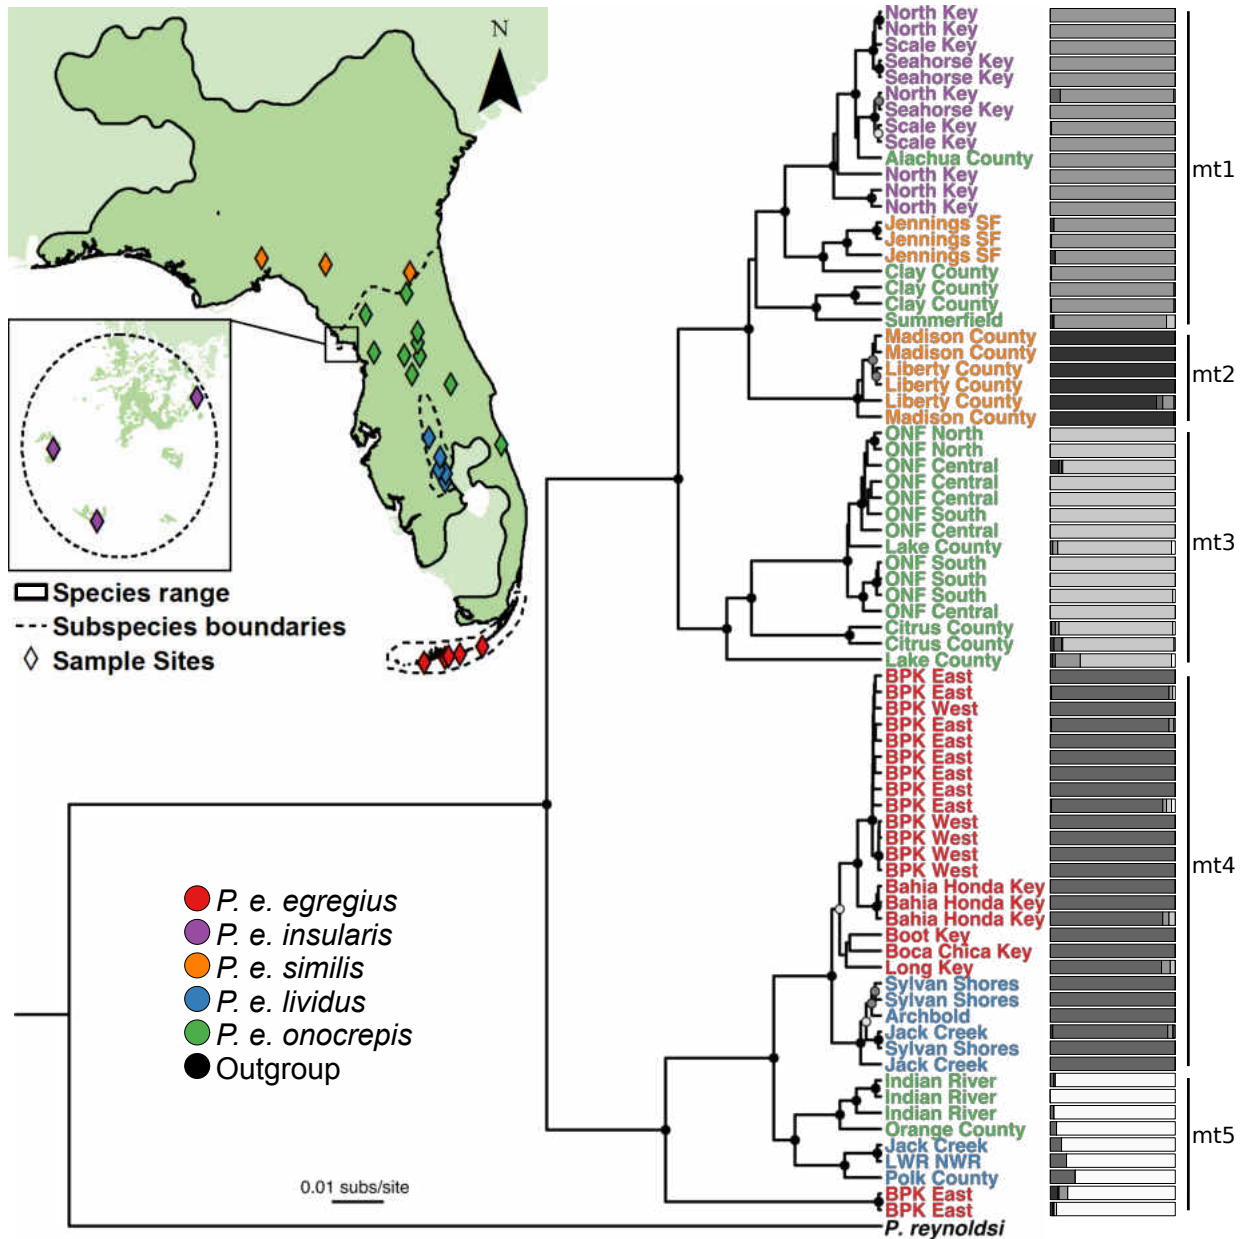 N
Species range
Subspecies boundaries
Sample Sites
P. e. egregius
P. e. insularis
P. e. similis
P. e. lividus
P. e. onocrepis
Outgroup
0.01 subs/site
North Key
North Key
Scale Key
Seahorse Key
Seahorse Key
North Key
Seahorse Key
Scale Key
Scale Key
Alachua County
North Key
North Key
North Key
Jennings SF
Jennings SF
Jennings SF
Clay County
Clay County
Clay County
Summerfield
Madison County
Madison County
Liberty County
Liberty County
Liberty County
Madison County
ONF North
ONF North
ONF Central
ONF Central
ONF Central
ONF South
ONF Central
Lake County
ONF South
ONF South
ONF South
ONF Central
Citrus County
Citrus County
Lake County
BPK East
BPK East
BPK West
BPK East
BPK East
BPK East
BPK East
BPK East
BPK East
BPK West
BPK West
BPK West
BPK West
Bahia Honda Key
Bahia Honda Key
Bahia Honda Key
Boot Key
Boca Chica Key
Long Key
Sylvan Shores
Sylvan Shores
Archbold
Jack Creek
Sylvan Shores
Jack Creek
Indian River
Indian River
Indian River
Orange County
Jack Creek
LWR NWR
Polk County
BPK East
BPK East
P. reynoldsi
mt1
mt2
mt3
mt4
mt5